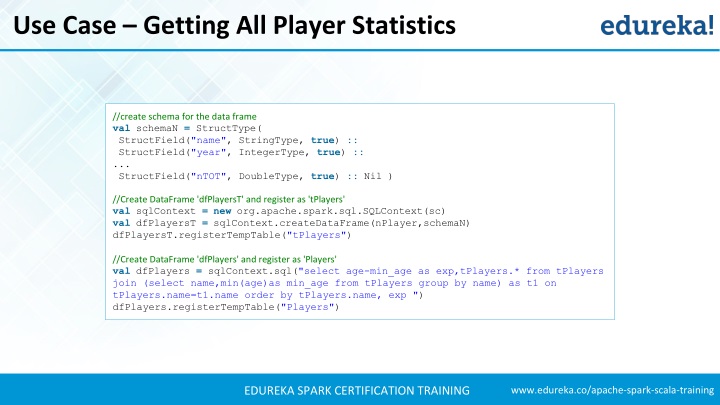 Use Case – Getting All Player Statistics
edureka!
//create schema for the data frame
val schemaN = StructType(
StructField("name", StringType, true) ::
StructField("year", IntegerType, true) ::
...
StructField("nTOT", DoubleType, true) :: Nil )
//Create DataFrame 'dfPlayersT' and register as 'tPlayers'
val sqlContext = new org.apache.spark.sql.SQLContext(sc)
val dfPlayersT = sqlContext.createDataFrame(nPlayer,schemaN)
dfPlayersT.registerTempTable("tPlayers")
//Create DataFrame 'dfPlayers' and register as 'Players'
val dfPlayers = sqlContext.sql("select age-min_age as exp,tPlayers.* from tPlayers
join (select name,min(age)as min_age from tPlayers group by name) as t1 on
tPlayers.name=t1.name order by tPlayers.name, exp ")
dfPlayers.registerTempTable("Players")
EDUREKA SPARK CERTIFICATION TRAINING
www.edureka.co/apache-spark-scala-training